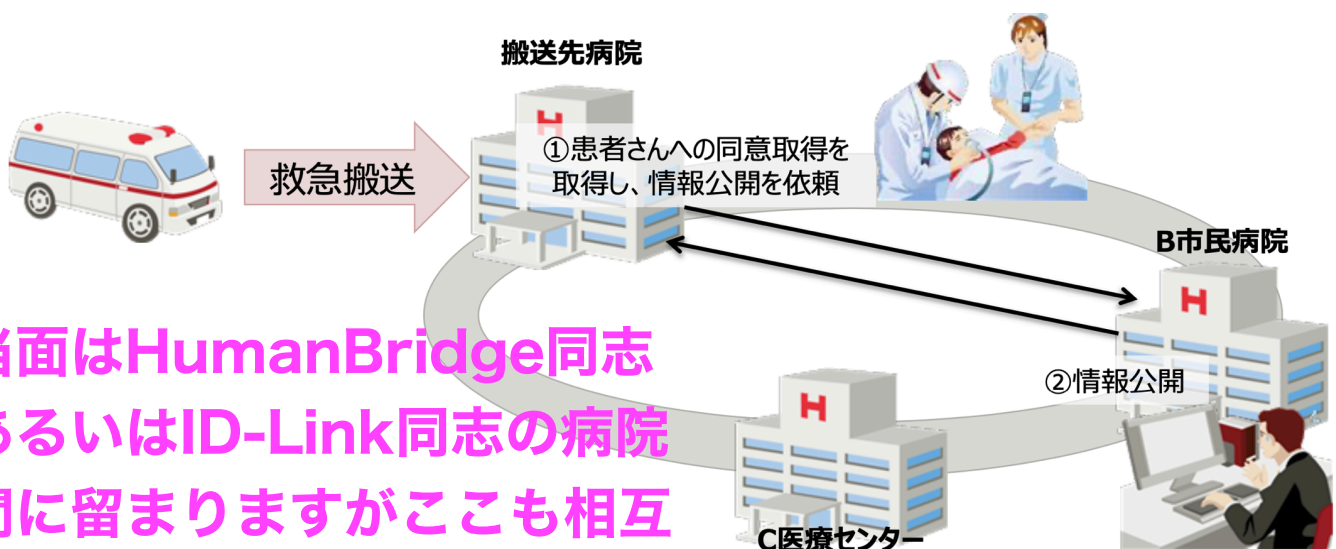 搬送先病院
救急搬送
①患者さんへの同意取得を
取得し、情報公開を依頼
B市民病院
②情報公開
当面はHumanBridge同志
あるいはID-Link同志の病院
間に留まりますがここも相互
C医療センター
H
H
H